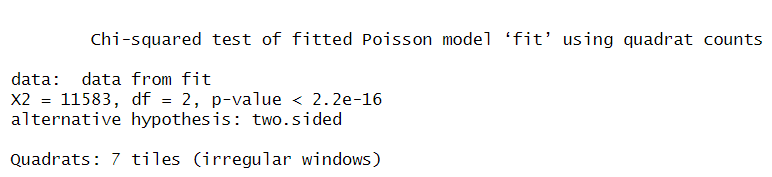 Chi-squared test of fitted Poisson model ‘fit’ using quadrat counts
data:  data from fit
X2 = 11583, df = 2, p-value < 2.2e-16
alternative hypothesis: two.sided
Quadrats: 7 tiles (irregular windows)